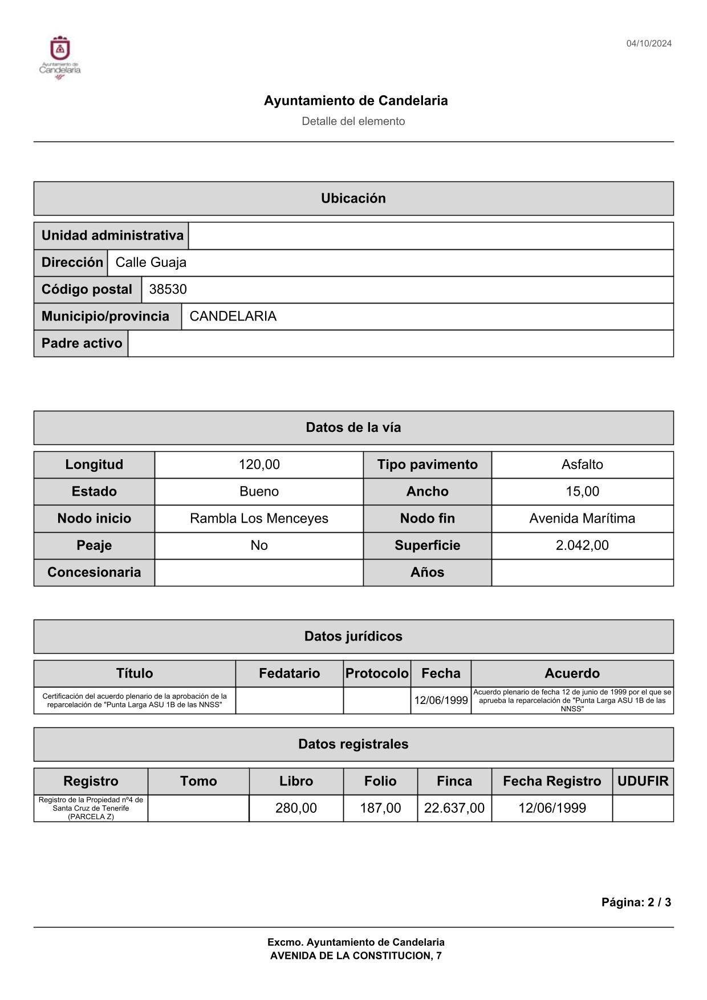 Ayuntamiento de
Candelaria
04/10/2024
Ayuntamiento de Candelaria
Detalle del elemento
Ubicación
Unidad administrativa
Dirección Calle Guaja
Código postal 38530
Municipio/provincia CANDELARIA
Padre activo
Datos de la vía
Longitud 120,00 Tipo pavimento Asfalto
Estado Bueno Ancho 15,00
Nodo inicio Rambla Los Menceyes Nodo fin Avenida Marítima
Peaje No Superficie 2.042,00
Concesionaria Años
Datos jurídicos
Título Fedatario Protocolo Fecha Acuerdo
Certificación del acuerdo plenario de la aprobación de la
reparcelación de "Punta Larga ASU 1B de las NNSS"
12/06/1999
Acuerdo plenario de fecha 12 de junio de 1999 por el que se
aprueba la reparcelación de "Punta Larga ASU 1B de las
NNSS"
Datos registrales
Registro Tomo Libro Folio Finca Fecha Registro UDUFIR
Registro de la Propiedad nº4 de
Santa Cruz de Tenerife
(PARCELA Z)
280,00 187,00 22.637,00 12/06/1999
Página: 2 / 3
Excmo. Ayuntamiento de Candelaria
AVENIDA DE LA CONSTITUCION, 7